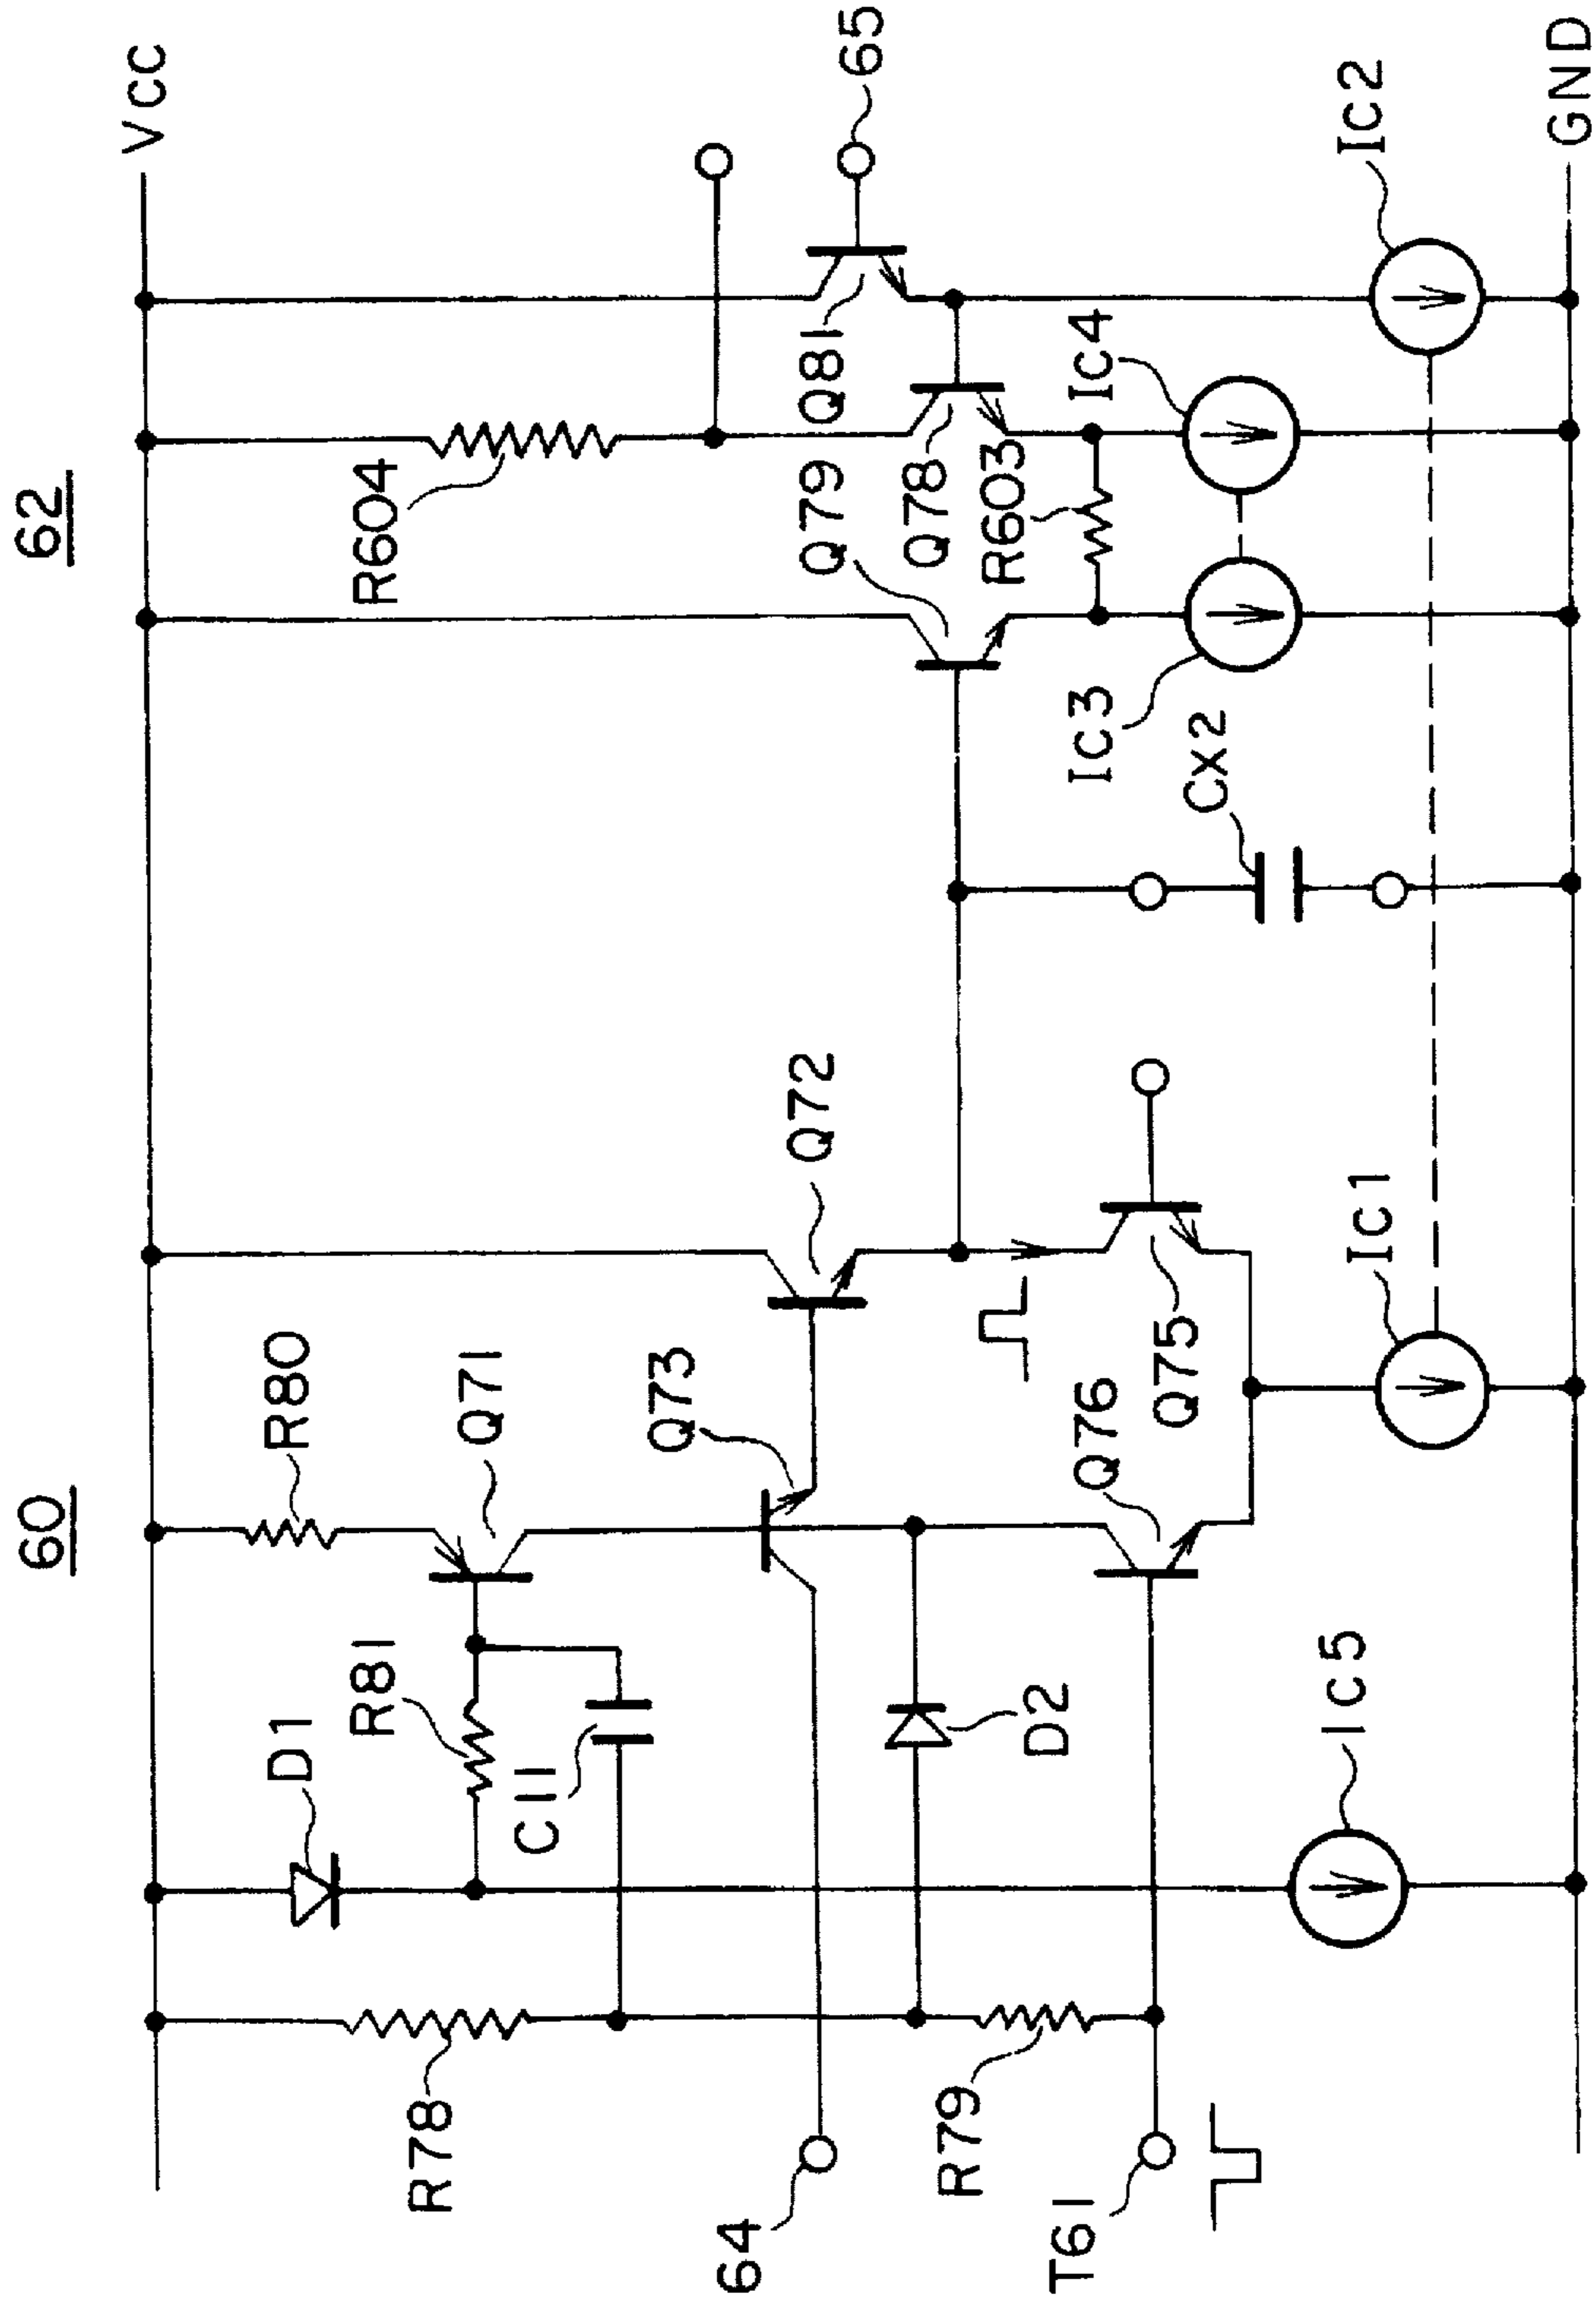 60
62
VCC
R80
D1
R81
Q71
R78
C11
Q73
Q72
R604
64
Q81
65
Q79
Q78
R603
D2
R79
T61
Q76
Q75
IC3
IC4
CX2
IC5
IC1
IC2
GND